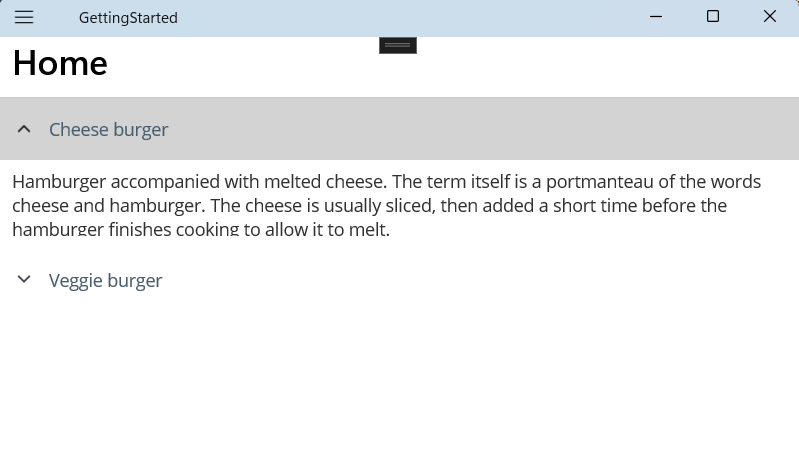 GettingStarted
Home
Cheese burger
Hamburger accompanied with melted cheese. The term itself is a portmanteau of the words
cheese and hamburger. The cheese is usually sliced, then added a short time before the
hamburger finishes cooking to allow it to melt.
Veggie burger